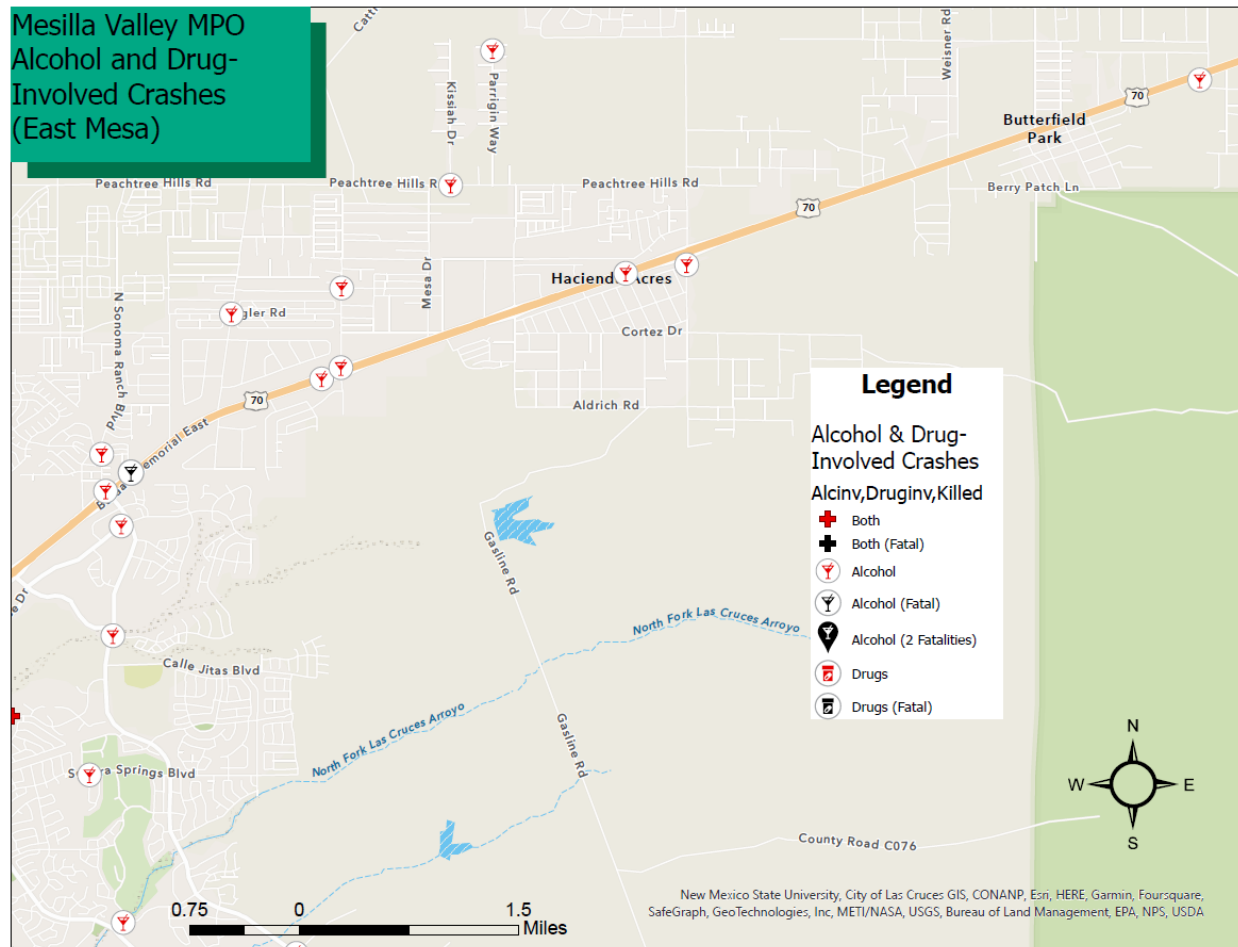 Mesilla Valley MPO
Alcohol and Drug-
Involved Crashes
(East Mesa)
Kissiah Dr
Parrigin Way
Weisner Rd
70
Butterfield
Park
Peachtree Hills Rd
Peachtree Hills R
Peachtree Hills Rd
Berry Patch Ln
70
Mesa Dr
Haciend Acres
N Sonoma Ranch Blvd
gler Rd
Cortez Dr
70
Aldrich Rd
emorial East
Legend
Alcohol & Drug-
Involved Crashes
Alcinv,Druginv,Killed
Both
Both (Fatal)
Alcohol
Alcohol (Fatal)
Alcohol (2 Fatalities)
Drugs
Drugs (Fatal)
Gasline Rd
e Dr
North Fork Las Cruces Arroyo
Calle Jitas Blvd
North Fork Las Cruces Arroyo
Gasline Rd
ra Springs Blvd
N
W E
S
County Road C076
0.75 0 1.5
Miles
New Mexico State University, City of Las Cruces GIS, CONANP, Esri, HERE, Garmin, Foursquare,
SafeGraph, GeoTechnologies, Inc, METI/NASA, USGS, Bureau of Land Management, EPA, NPS, USDA